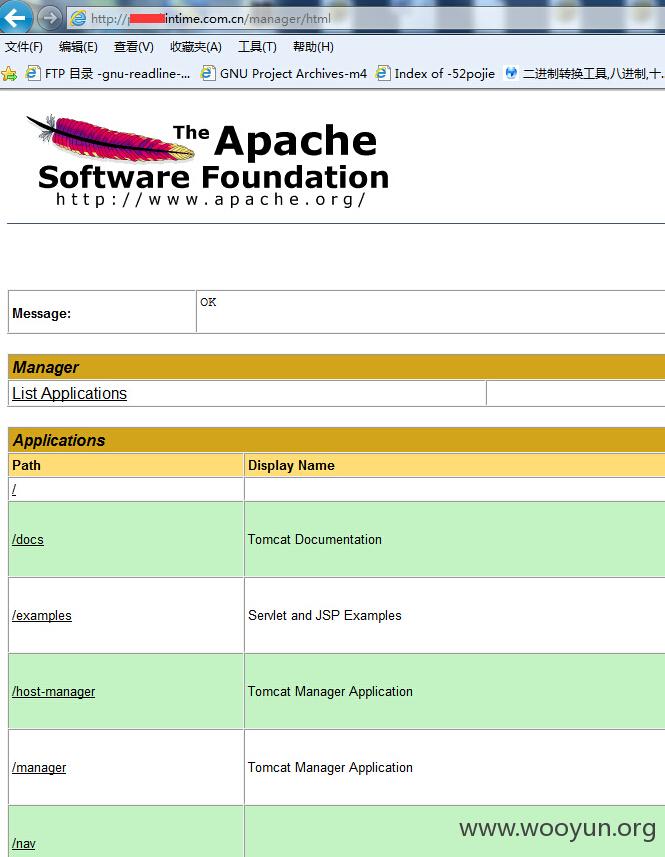 http://p intime.com.cn/manager/html
文件(F) 编辑(E) 查看(V) 收藏夹(A) 工具(T) 帮助(H)
FTP 目录 -gnu-readline-... GNU Project Archives-m4 Index of -52pojie 二进制转换工具,八进制,十...
The Apache
Software Foundation
http://www.apache.org/
Message: OK
Manager
List Applications
Applications
Path Display Name
/
/docs Tomcat Documentation
/examples Servlet and JSP Examples
/host-manager Tomcat Manager Application
/manager Tomcat Manager Application
/nav
www.wooyun.org